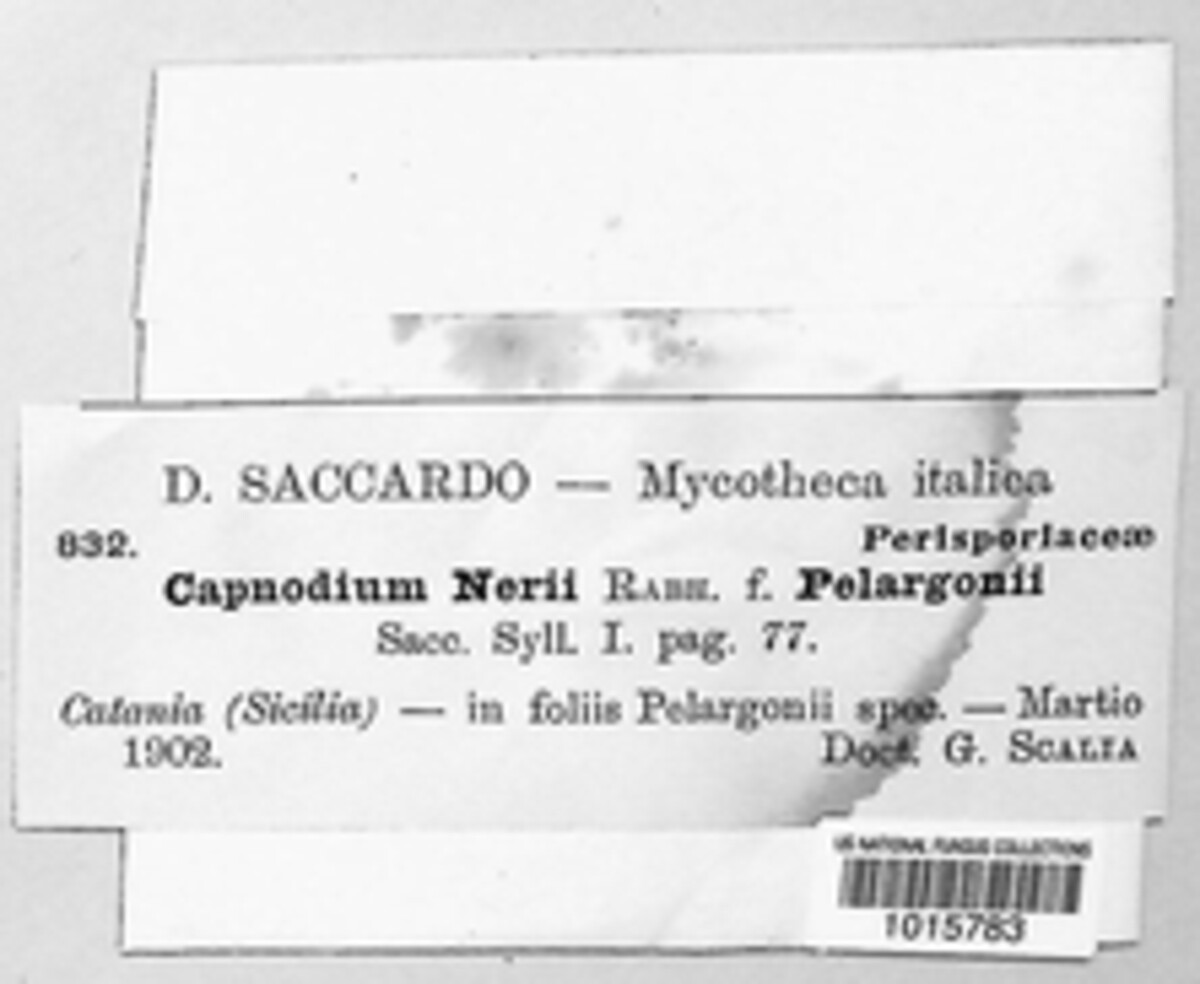 D. SACCARDO — Mycotheca italica
832. Perisporiaceæ
Capnodium Nerii RABH. f. Pelargonii
Sacc. Syll. I. pag. 77.
Catania (Sicilia) — in foliis Pelargonii spec. — Martio
1902. Doct. G. SCALIA
US NATIONAL FUNGUS COLLECTIONS
1015783